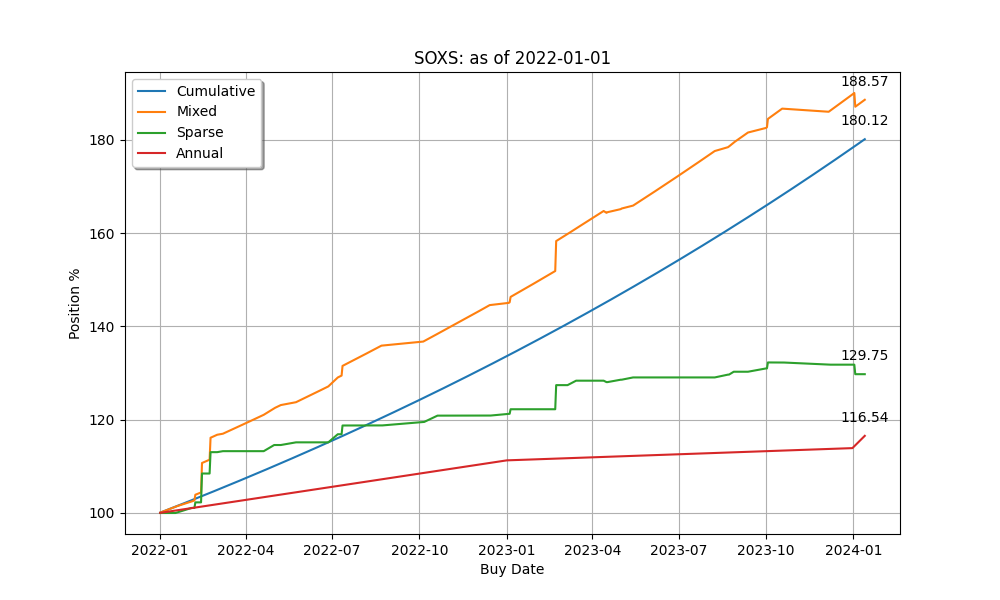 SOXS: as of 2022-01-01
Cumulative
Mixed
Sparse
Annual
188.57
180.12
129.75
116.54
180
160
140
120
100
Position %
2022-01
2022-04
2022-07
2022-10
2023-01
2023-04
2023-07
2023-10
2024-01
Buy Date